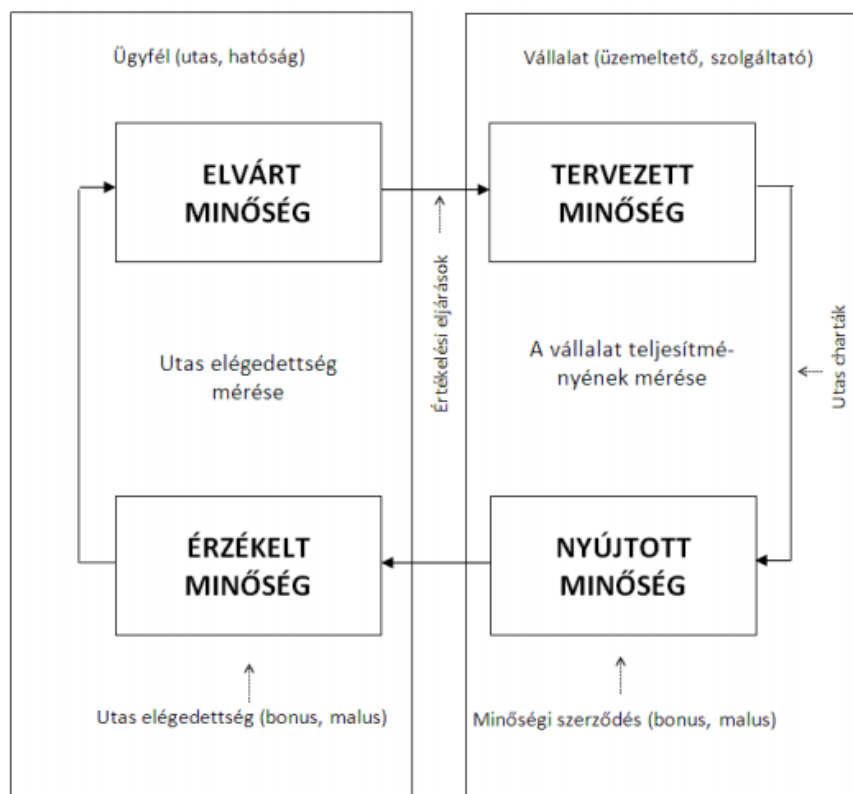 Ügyfél (utas, hatóság)
Vállalat (üzemeltető, szolgáltató)
ELVÁRT
MINŐSÉG
TERVEZETT
MINŐSÉG
Értékelési eljárások
Utas elégedettség
mérése
A vállalat teljesítmé-
nyének mérése
Utas charták
ÉRZÉKELT
MINŐSÉG
NYÚJTOTT
MINŐSÉG
Utas elégedettség (bonus, malus)
Minőségi szerződés (bonus, malus)